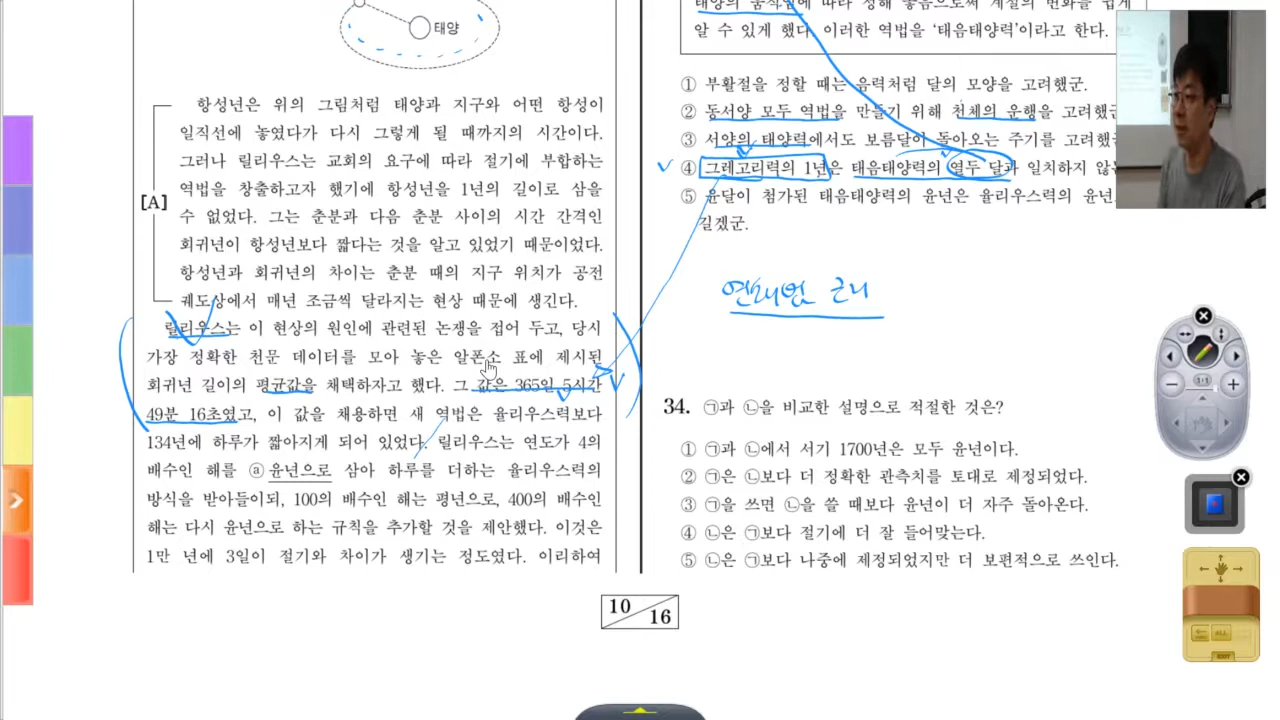 태양
항성년은 위의 그림처럼 태양과 지구와 어떤 항성이
일직선에 놓였다가 다시 그렇게 될 때까지의 시간이다.
그러나 릴리우스는 교회의 요구에 따라 절기에 부합하는
역법을 창출하고자 했기에 항성년을 1년의 길이로 삼을
[A] 수 없었다. 그는 춘분과 다음 춘분 사이의 시간 간격인
회귀년이 항성년보다 짧다는 것을 알고 있었기 때문이었다.
항성년과 회귀년의 차이는 춘분 때의 지구 위치가 공전
궤도상에서 매년 조금씩 달라지는 현상 때문에 생긴다.
릴리우스는 이 현상의 원인에 관련된 논쟁을 접어 두고, 당시
가장 정확한 천문 데이터를 모아 놓은 알폰소 표에 제시된
회귀년 길이의 평균값을 채택하자고 했다. 그 값은 365일 5시간
49분 16초였고, 이 값을 채용하면 새 역법은 율리우스력보다
134년에 하루가 짧아지게 되어 있었다. 릴리우스는 연도가 4의
배수인 해를 ⓐ 윤년으로 삼아 하루를 더하는 율리우스력의
방식을 받아들이되, 100의 배수인 해는 평년으로, 400의 배수인
해는 다시 윤년으로 하는 규칙을 추가할 것을 제안했다. 이것은
1만 년에 3일이 절기와 차이가 생기는 정도였다. 이리하여
태양의 움직임에 따라 정해 놓음으로써 계절의 변화를 쉽게
알 수 있게 했다. 이러한 역법을 ‘태음태양력’이라고 한다.
① 부활절을 정할 때는 음력처럼 달의 모양을 고려했군.
② 동서양 모두 역법을 만들기 위해 천체의 운행을 고려했군
③ 서양의 태양력에서도 보름달이 돌아오는 주기를 고려했
④ 그레고리력의 1년은 태음태양력의 열두 달과 일치하지 않
⑤ 윤달이 첨가된 태음태양력의 윤년은 율리우스력의 윤년
길겠군.
34. ㉠과 ㉡을 비교한 설명으로 적절한 것은?
① ㉠과 ㉡에서 서기 1700년은 모두 윤년이다.
② ㉠은 ㉡보다 더 정확한 관측치를 토대로 제정되었다.
③ ㉠을 쓰면 ㉡을 쓸 때보다 윤년이 더 자주 돌아온다.
④ ㉡은 ㉠보다 절기에 더 잘 들어맞는다.
⑤ ㉡은 ㉠보다 나중에 제정되었지만 더 보편적으로 쓰인다.
10
16
1:1
ALL